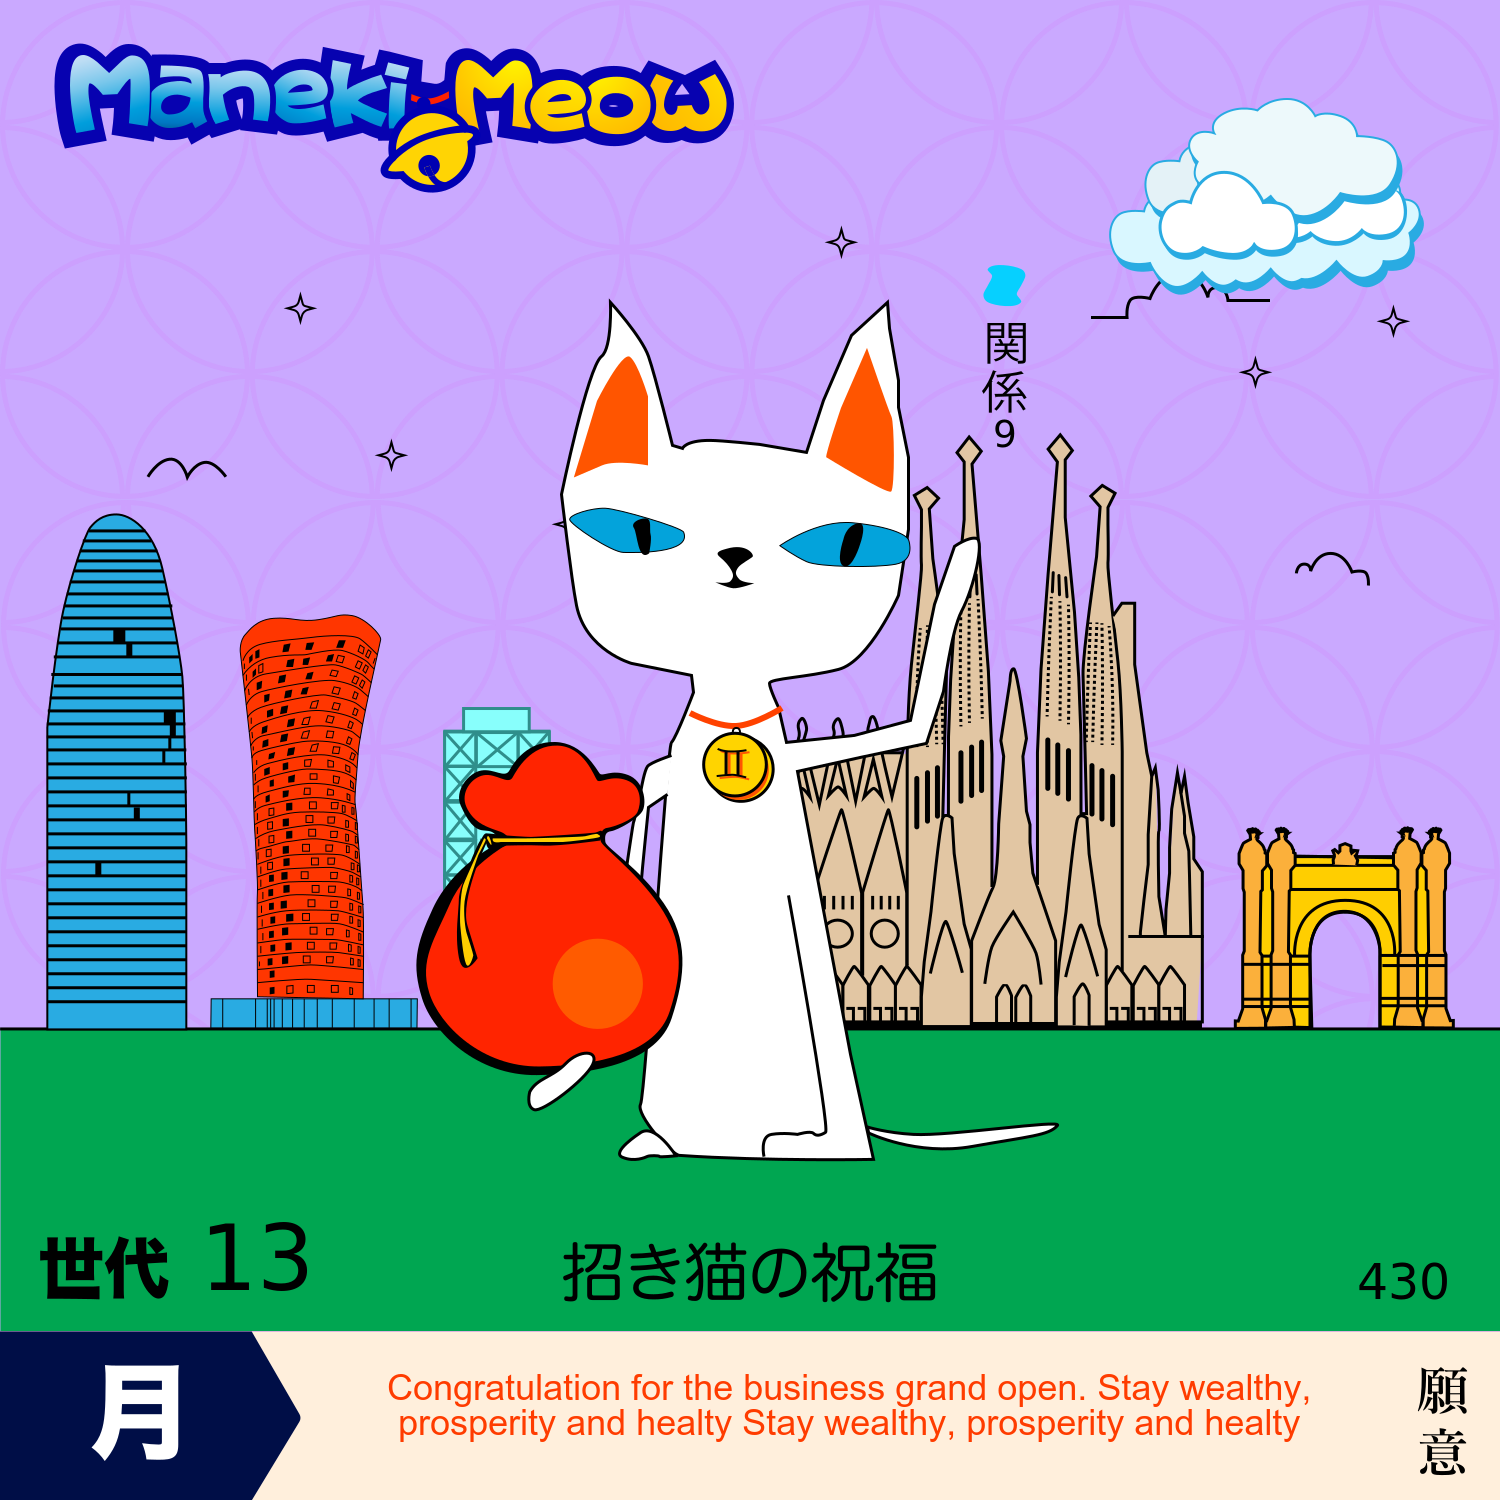 Maneki-Meow
関係9
世代 13
招き猫の祝福
430
月
Congratulation for the business grand open. Stay wealthy,
prosperity and healty Stay wealthy, prosperity and healty
願意